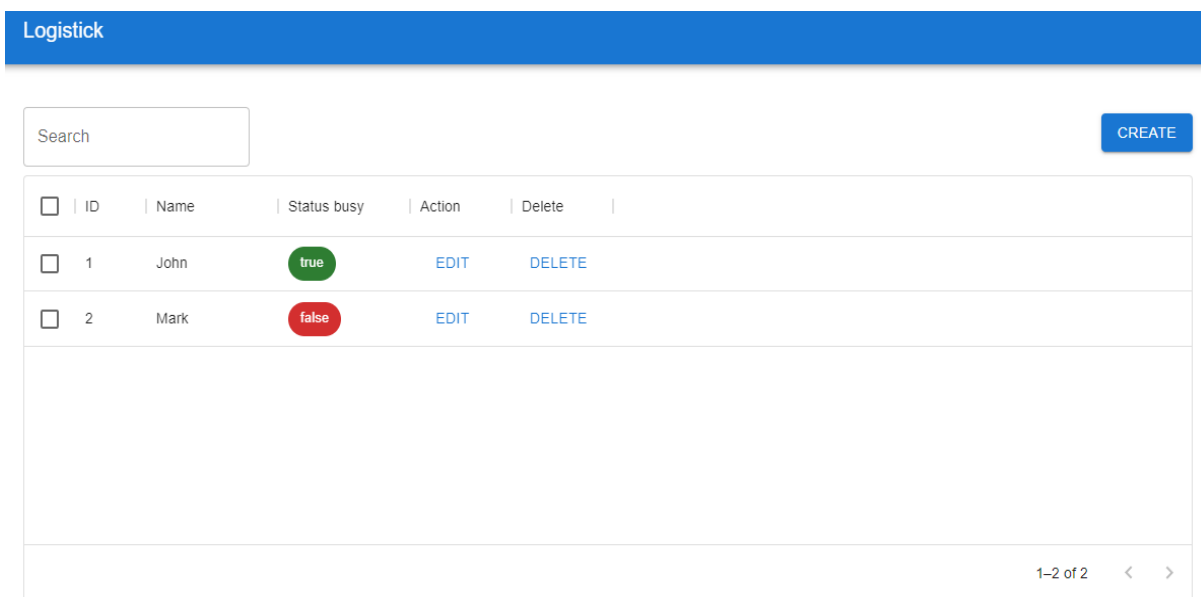 Logistick
Search
CREATE
ID Name Status busy Action Delete
1 John true EDIT DELETE
2 Mark false EDIT DELETE
1–2 of 2